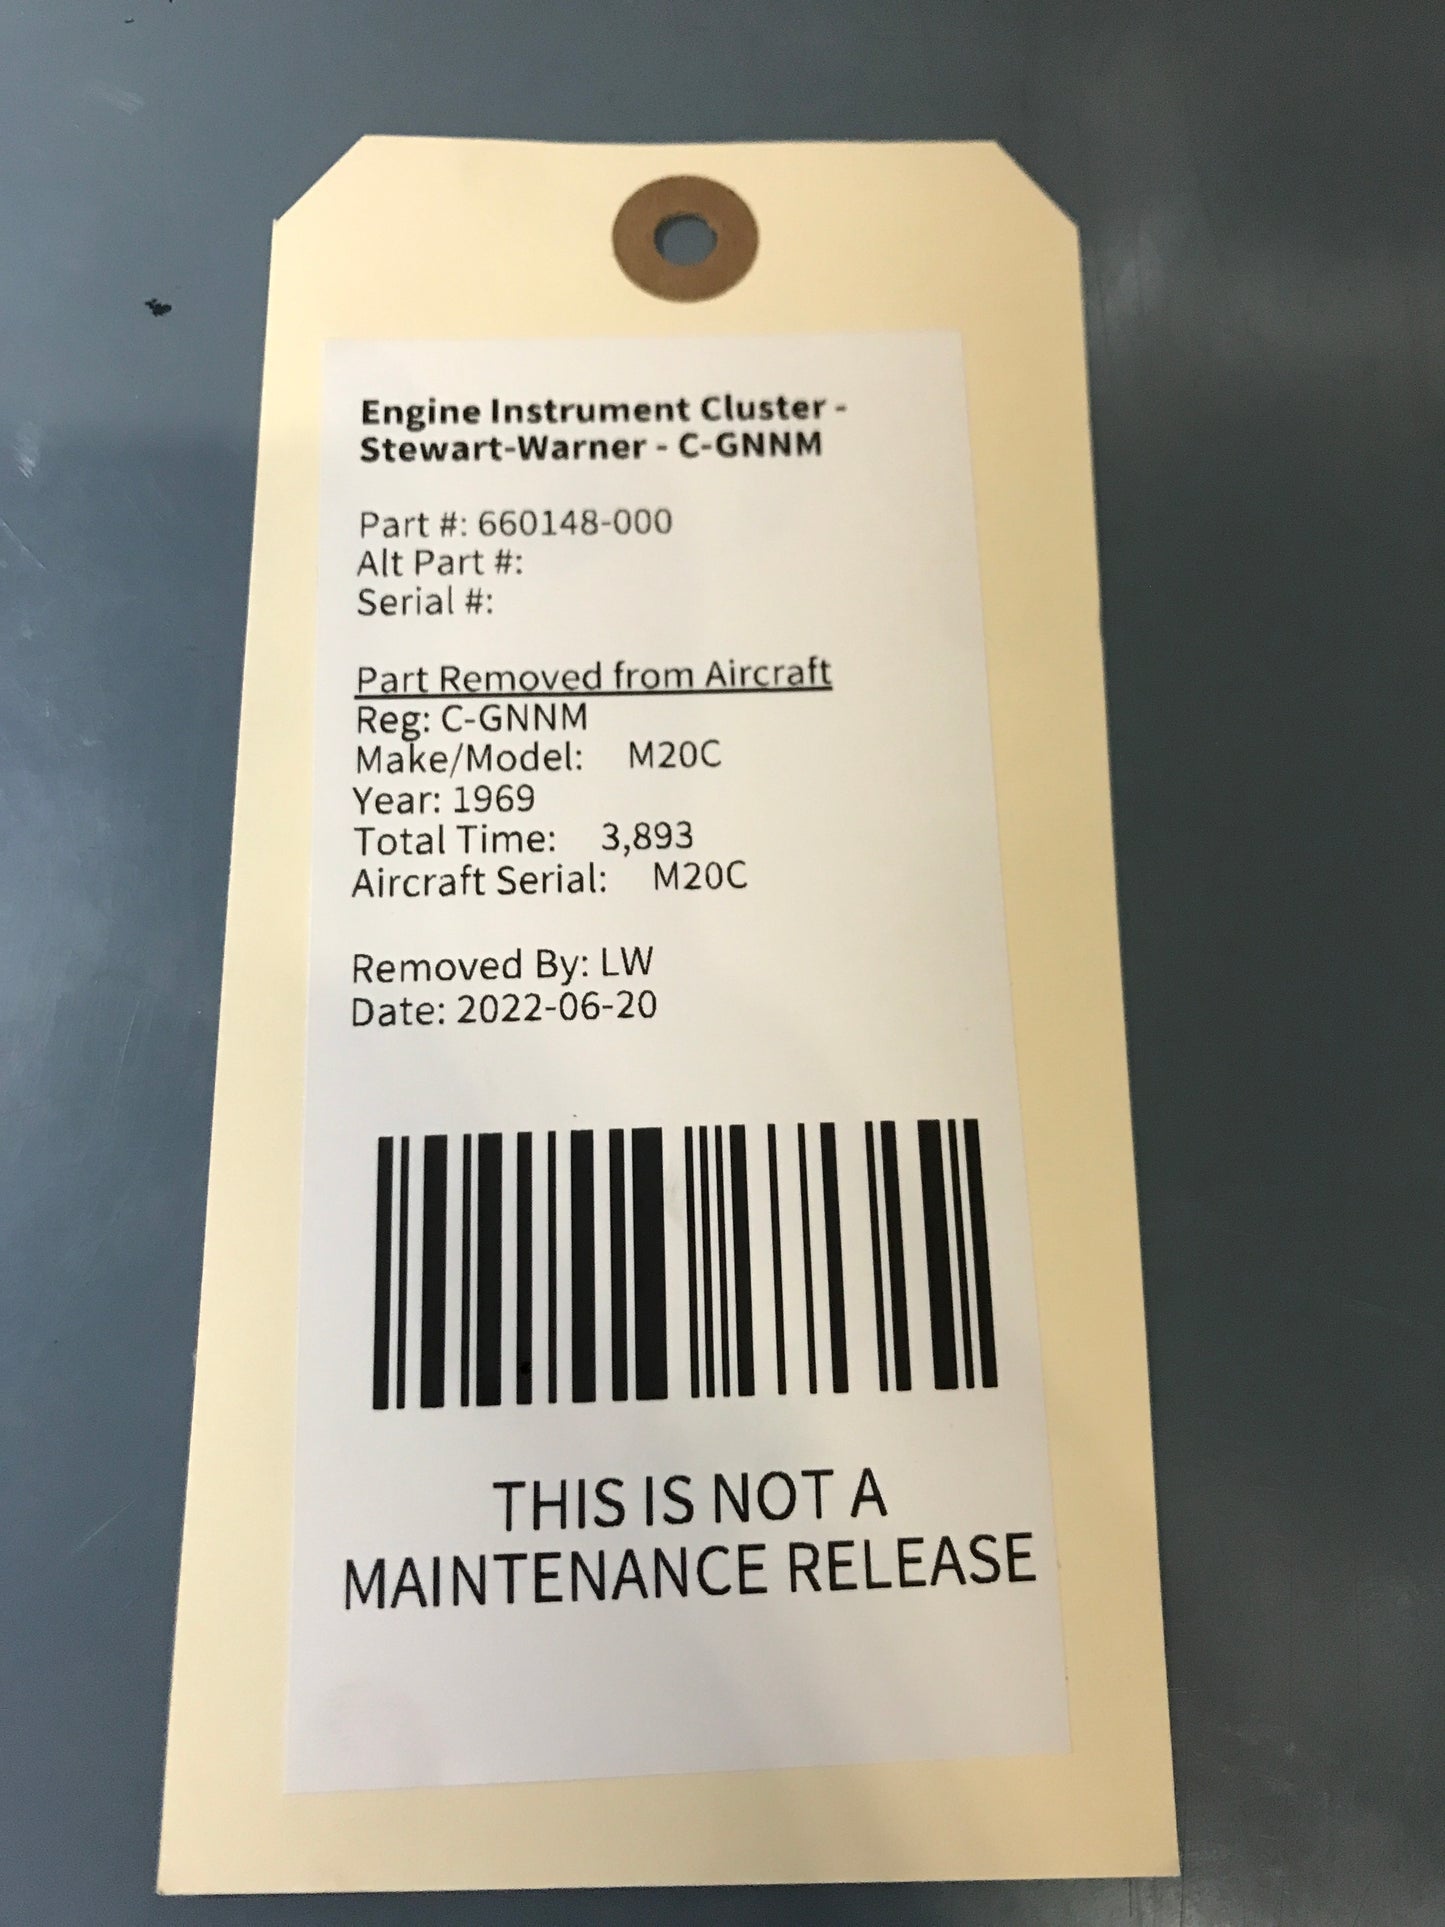 Engine Instrument Cluster -
Stewart-Warner - C-GNNM
Part #: 660148-000
Alt Part #:
Serial #:
Part Removed from Aircraft
Reg: C-GNNM
Make/Model: M20C
Year: 1969
Total Time: 3,893
Aircraft Serial: M20C
Removed By: LW
Date: 2022-06-20
THIS IS NOT A
MAINTENANCE RELEASE